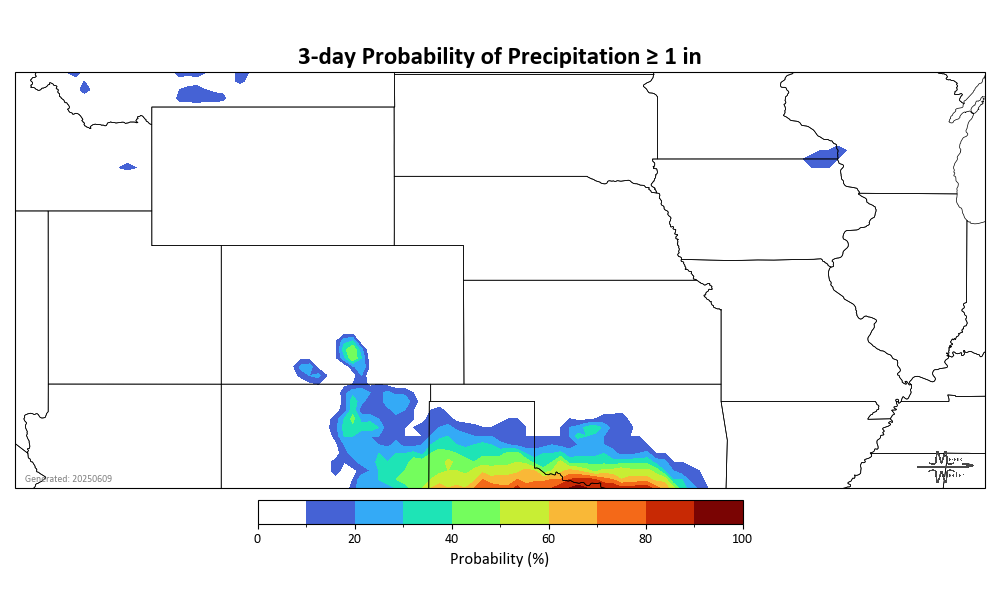 3-day Probability of Precipitation ≥ 1 in
Generated: 20250609
0 20 40 60 80 100
Probability (%)